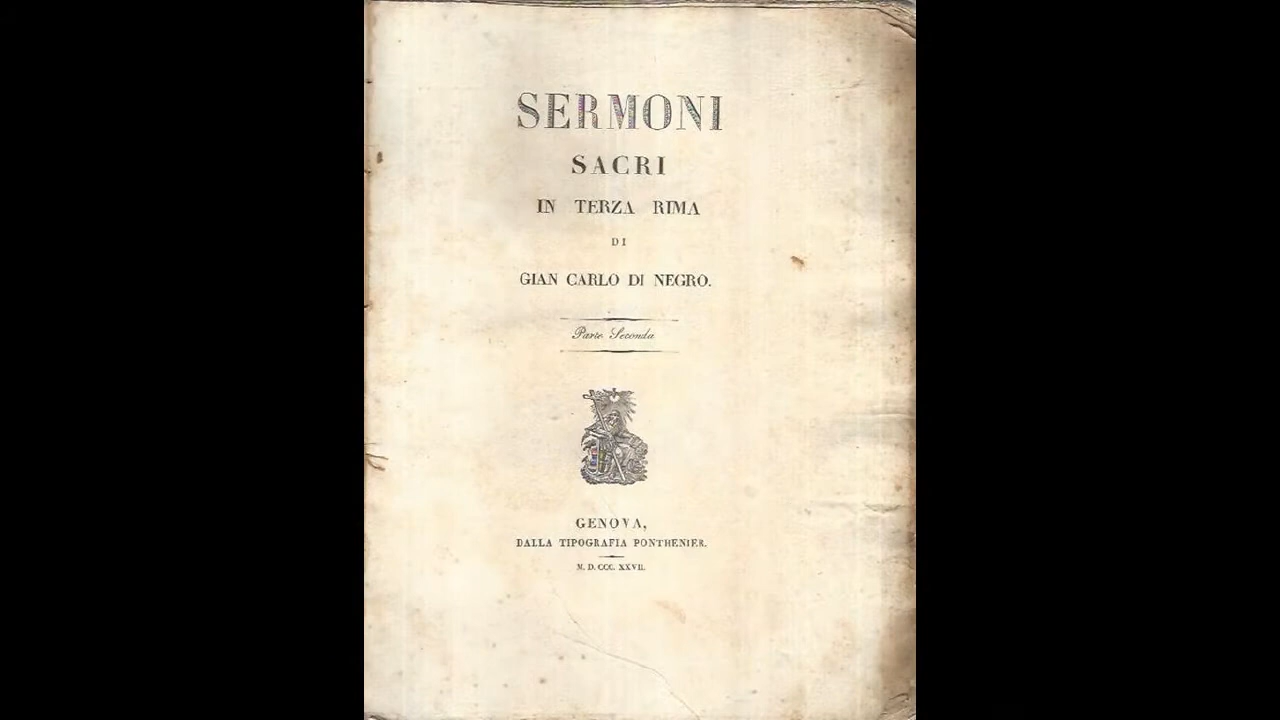 SERMONI
SACRI
IN TERZA RIMA
DI
GIAN CARLO DI NEGRO.
Parte Seconda
GENOVA,
DALLA TIPOGRAFIA PONTHENIER.
M. D. CCC. XXVII.